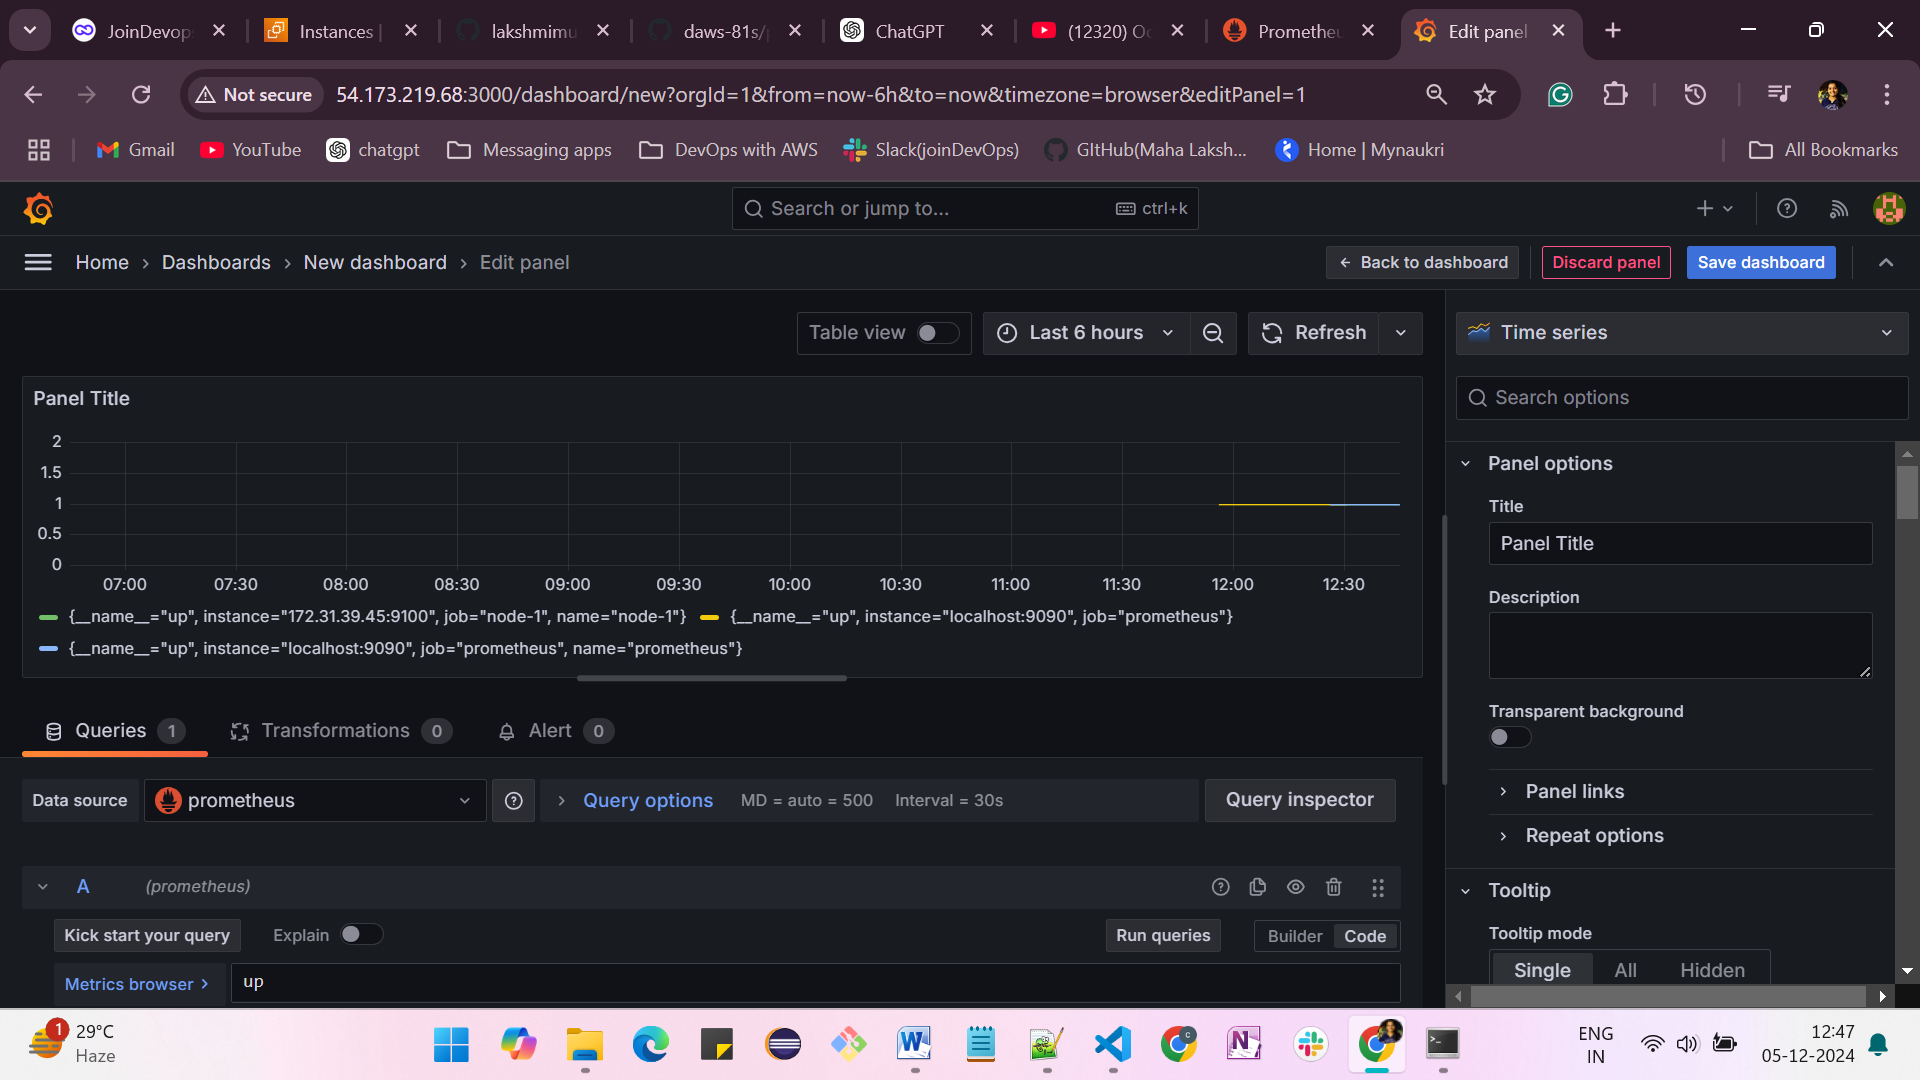 JoinDevop
Instances |
lakshmimu
daws-81s/
ChatGPT
(12320) Oc
Prometheu
Edit panel
Not secure
54.173.219.68:3000/dashboard/new?orgId=1&from=now-6h&to=now&timezone=browser&editPanel=1
Gmail
YouTube
chatgpt
Messaging apps
DevOps with AWS
Slack(joinDevOps)
GItHub(Maha Laksh...
Home | Mynaukri
All Bookmarks
Search or jump to...
ctrl+k
Home › Dashboards › New dashboard › Edit panel
← Back to dashboard
Discard panel
Save dashboard
Table view
Last 6 hours
Refresh
Time series
Search options
Panel Title
2
1.5
1
0.5
0
07:00 07:30 08:00 08:30 09:00 09:30 10:00 10:30 11:00 11:30 12:00 12:30
{__name__="up", instance="172.31.39.45:9100", job="node-1", name="node-1"} {__name__="up", instance="localhost:9090", job="prometheus"}
{__name__="up", instance="localhost:9090", job="prometheus", name="prometheus"}
Panel options
Title
Panel Title
Description
Transparent background
Panel links
Repeat options
Tooltip
Tooltip mode
Single All Hidden
Queries 1
Transformations 0
Alert 0
Data source
prometheus
Query options
MD = auto = 500
Interval = 30s
Query inspector
A
(prometheus)
Kick start your query
Explain
Run queries
Builder Code
Metrics browser >
up
1
29°C
Haze
ENG
IN
12:47
05-12-2024